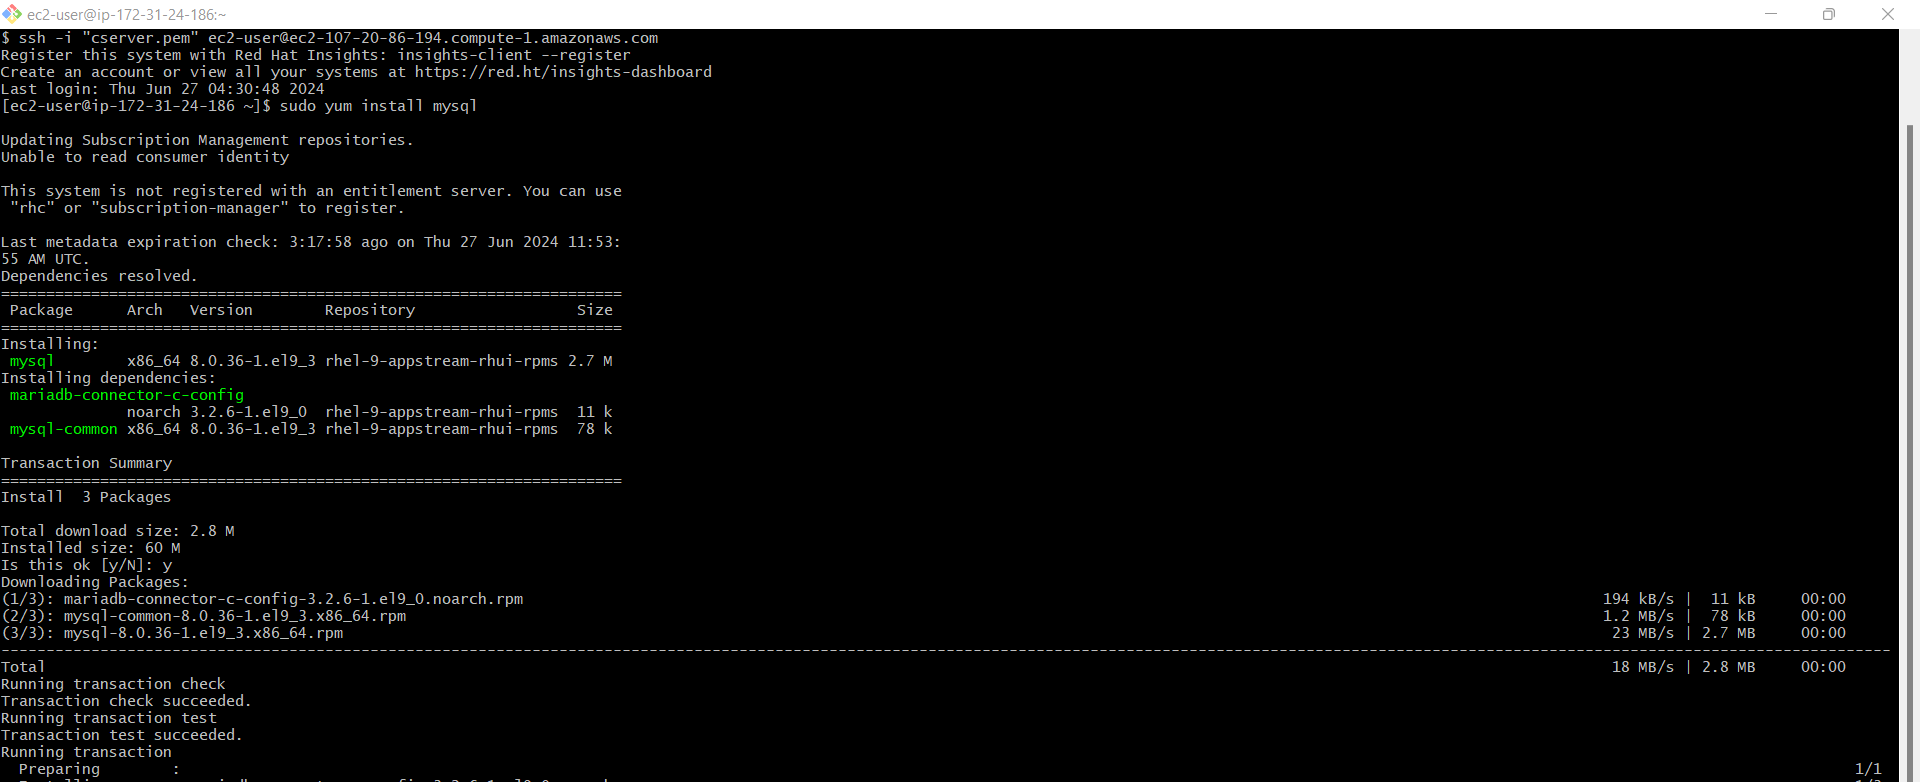 ec2-user@ip-172-31-24-186:~
$ ssh -i "cserver.pem" ec2-user@ec2-107-20-86-194.compute-1.amazonaws.com
Register this system with Red Hat Insights: insights-client --register
Create an account or view all your systems at https://red.ht/insights-dashboard
Last login: Thu Jun 27 04:30:48 2024
[ec2-user@ip-172-31-24-186 ~]$ sudo yum install mysql
Updating Subscription Management repositories.
Unable to read consumer identity
This system is not registered with an entitlement server. You can use
"rhc" or "subscription-manager" to register.
Last metadata expiration check: 3:17:58 ago on Thu 27 Jun 2024 11:53:
55 AM UTC.
Dependencies resolved.
=====================================================================
Package Arch Version Repository Size
=====================================================================
Installing:
mysql x86_64 8.0.36-1.el9_3 rhel-9-appstream-rhui-rpms 2.7 M
Installing dependencies:
mariadb-connector-c-config
noarch 3.2.6-1.el9_0 rhel-9-appstream-rhui-rpms 11 k
mysql-common x86_64 8.0.36-1.el9_3 rhel-9-appstream-rhui-rpms 78 k
Transaction Summary
=====================================================================
Install 3 Packages
Total download size: 2.8 M
Installed size: 60 M
Is this ok [y/N]: y
Downloading Packages:
(1/3): mariadb-connector-c-config-3.2.6-1.el9_0.noarch.rpm 194 kB/s | 11 kB 00:00
(2/3): mysql-common-8.0.36-1.el9_3.x86_64.rpm 1.2 MB/s | 78 kB 00:00
(3/3): mysql-8.0.36-1.el9_3.x86_64.rpm 23 MB/s | 2.7 MB 00:00
Total 18 MB/s | 2.8 MB 00:00
Running transaction check
Transaction check succeeded.
Running transaction test
Transaction test succeeded.
Running transaction
Preparing : 1/1